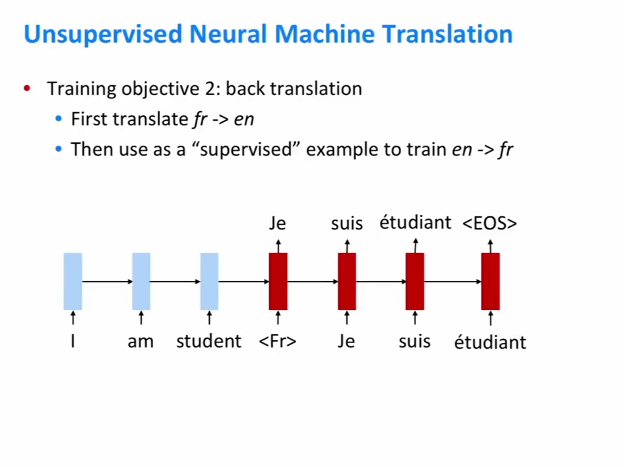 Unsupervised Neural Machine Translation
• Training objective 2: back translation
• First translate fr -> en
• Then use as a “supervised” example to train en -> fr
Je suis étudiant <EOS>
I am student <Fr> Je suis étudiant